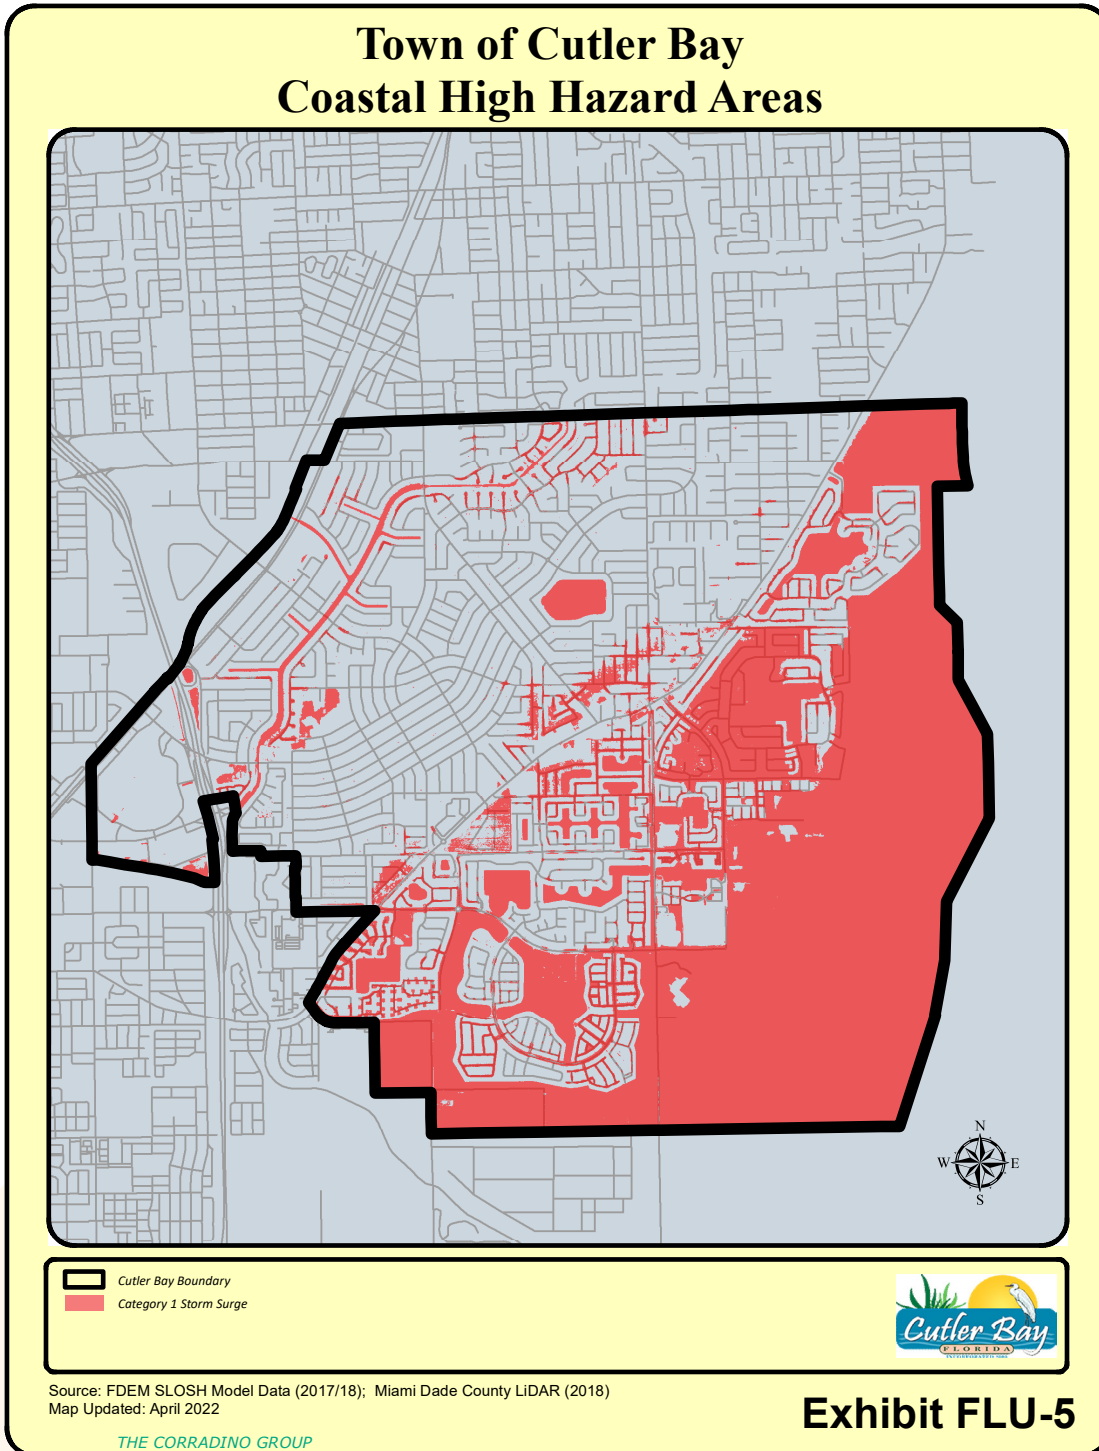 Town of Cutler Bay
Coastal High Hazard Areas
N
W E
S
Cutler Bay Boundary
Category 1 Storm Surge
Cutler Bay
FLORIDA
Source: FDEM SLOSH Model Data (2017/18); Miami Dade County LiDAR (2018)
Map Updated: April 2022
Exhibit FLU-5
THE CORRADINO GROUP